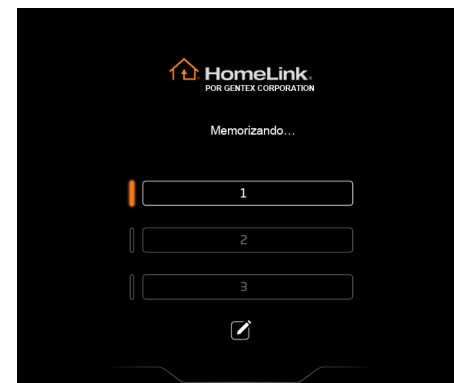 HomeLink®
POR GENTEX CORPORATION
Memorizando...
1
2
3